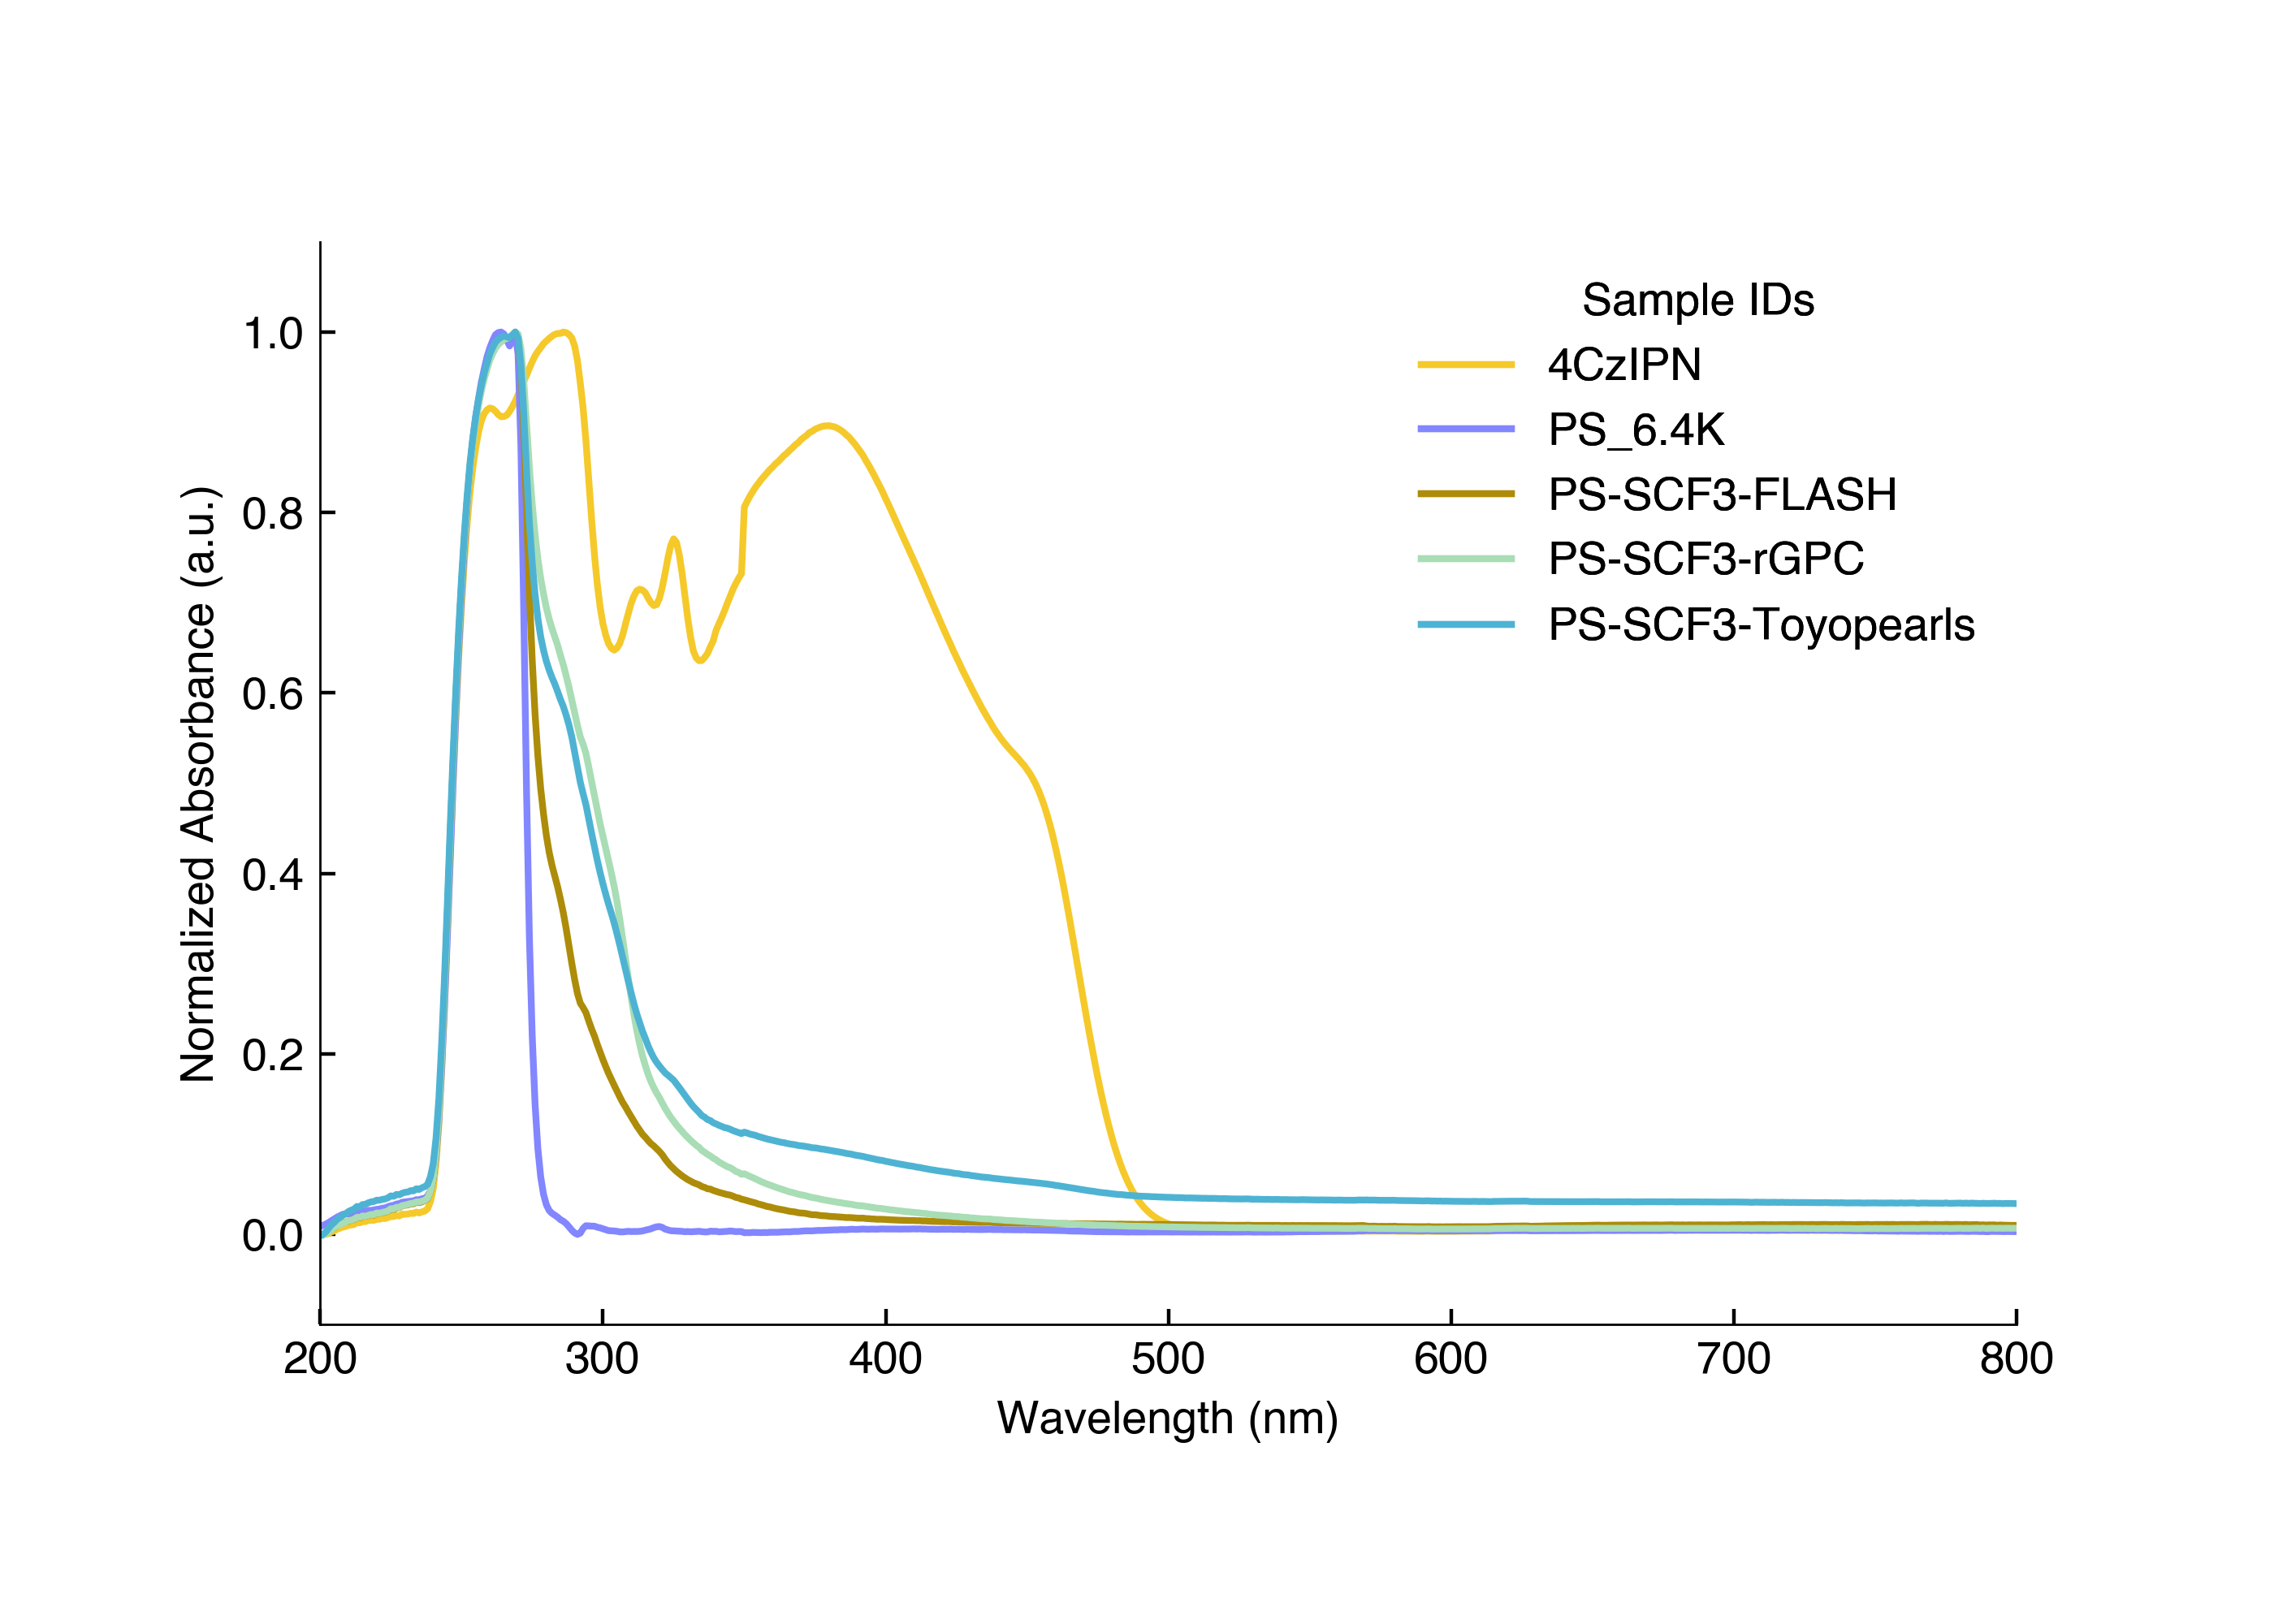 Sample IDs
4CzIPN
PS_6.4K
PS-SCF3-FLASH
PS-SCF3-rGPC
PS-SCF3-Toyopearls
Normalized Absorbance (a.u.)
1.0
0.8
0.6
0.4
0.2
0.0
200 300 400 500 600 700 800
Wavelength (nm)